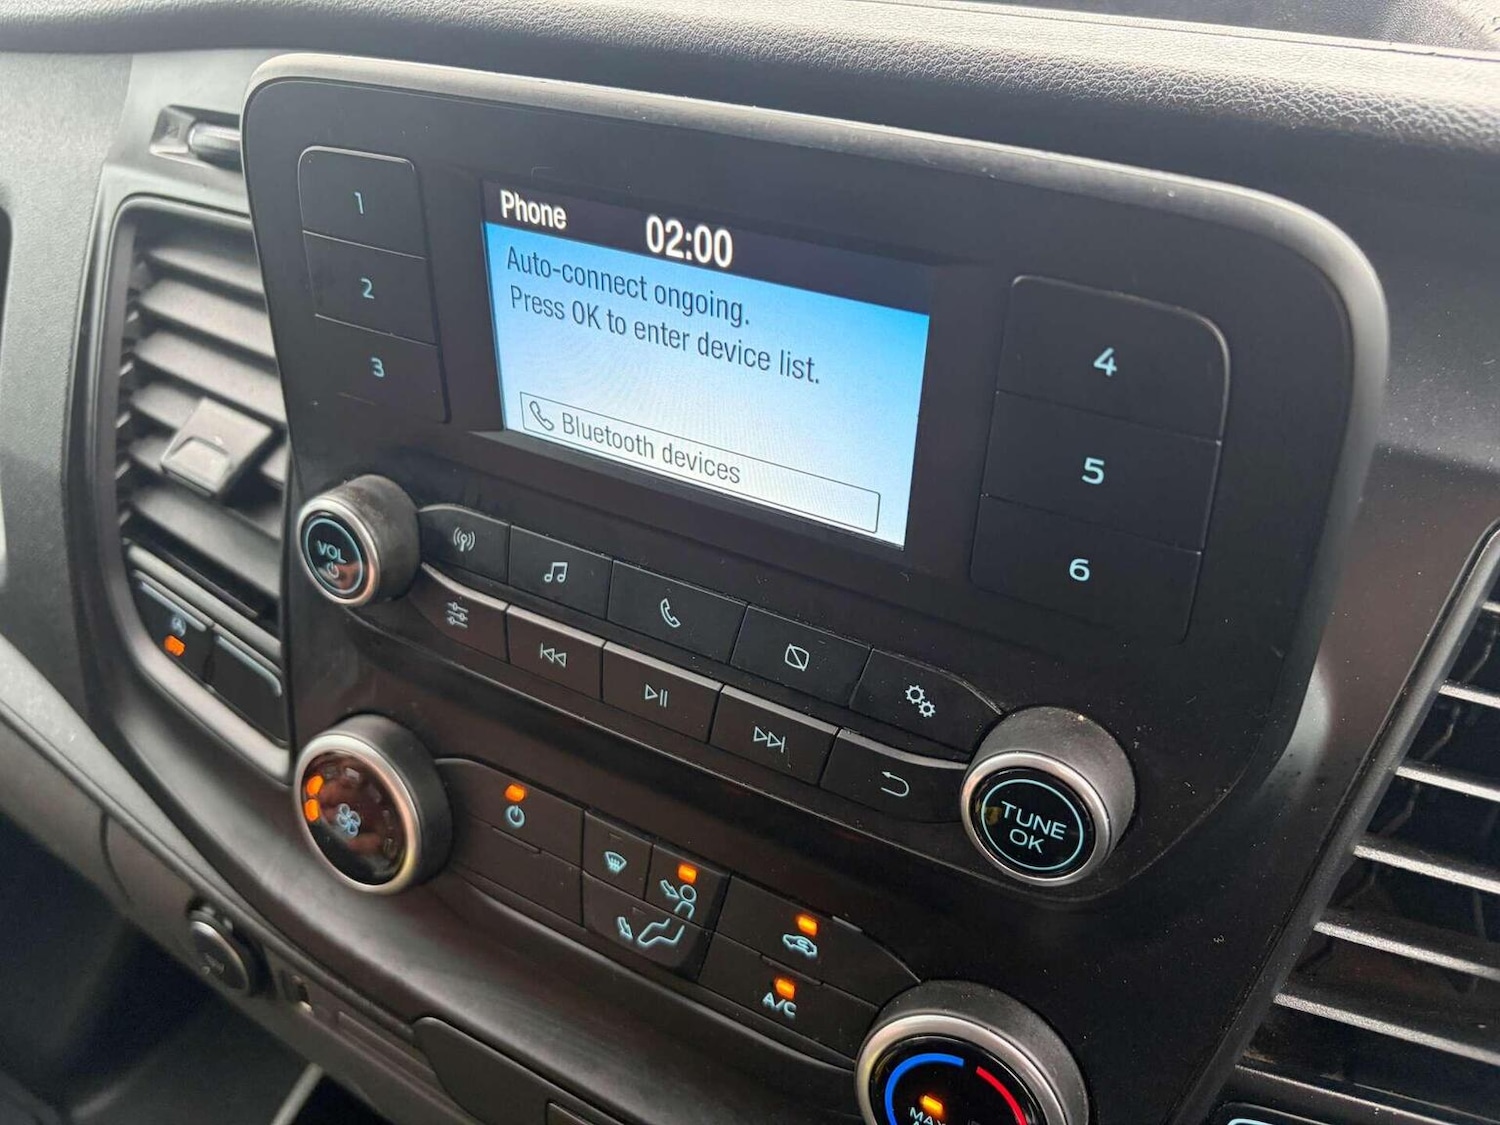 Phone 02:00
Auto-connect ongoing.
Press OK to enter device list.
Bluetooth devices
1
2
3
4
5
6
VOL
TUNE
OK
A/C
MAX